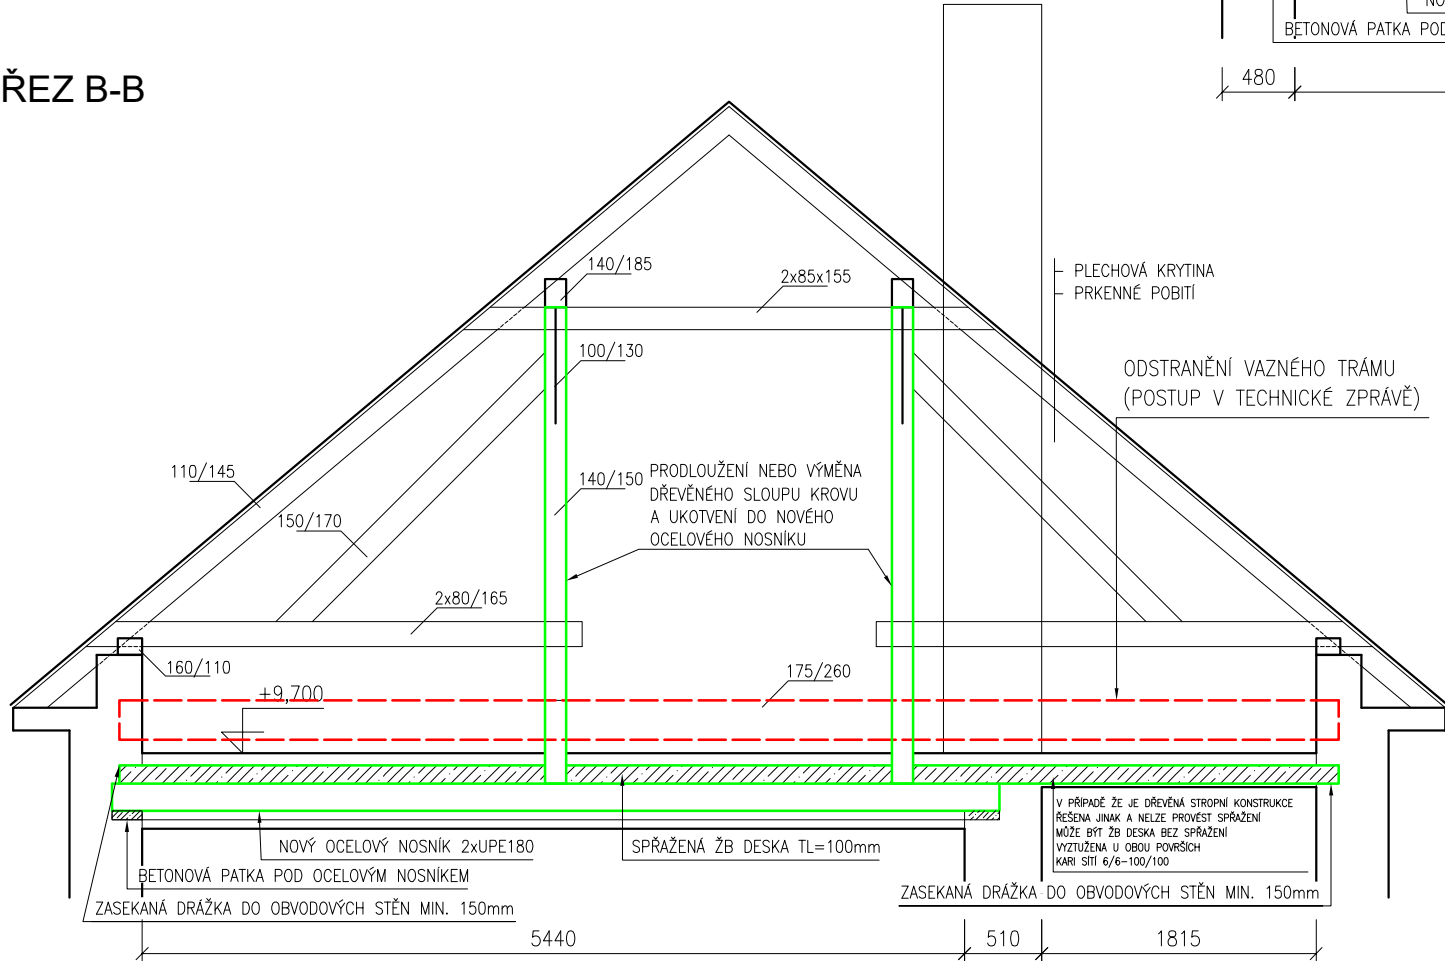 BETONOVÁ PATKA POD
480
ŘEZ B-B
140/185
2x85x155
PLECHOVÁ KRYTINA
PRKENNÉ POBITÍ
100/130
ODSTRANĚNÍ VAZNÉHO TRÁMU
(POSTUP V TECHNICKÉ ZPRÁVĚ)
110/145
150/170
140/150
PRODLOUŽENÍ NEBO VÝMĚNA
DŘEVĚNÉHO SLOUPU KROVU
A UKOTVENÍ DO NOVÉHO
OCELOVÉHO NOSNÍKU
2x80/165
160/110
+9,700
175/260
V PŘÍPADĚ ŽE JE DŘEVĚNÁ STROPNÍ KONSTRUKCE
ŘEŠENA JINAK A NELZE PROVÉST SPŘAŽENÍ
MŮŽE BÝT ŽB DESKA BEZ SPŘAŽENÍ
VYZTUŽENA U OBOU POVRŠÍCH
KARI SÍTÍ 6/6-100/100
NOVÝ OCELOVÝ NOSNÍK 2xUPE180
SPŘAŽENÁ ŽB DESKA TL=100mm
BETONOVÁ PATKA POD OCELOVÝM NOSNÍKEM
ZASEKANÁ DRÁŽKA DO OBVODOVÝCH STĚN MIN. 150mm
ZASEKANÁ DRÁŽKA DO OBVODOVÝCH STĚN MIN. 150mm
5440
510
1815